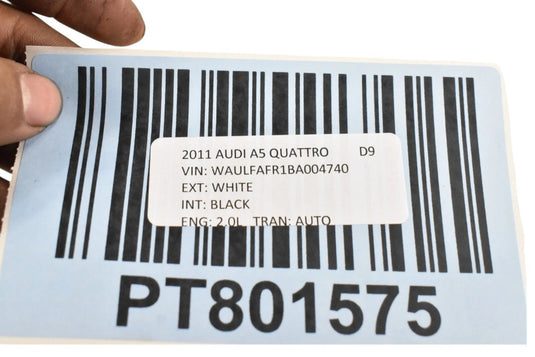 2011 AUDI A5 QUATTRO D9
VIN: WAULFAFR1BA004740
EXT: WHITE
INT: BLACK
ENG: 2.0L TRAN: AUTO
PT801575